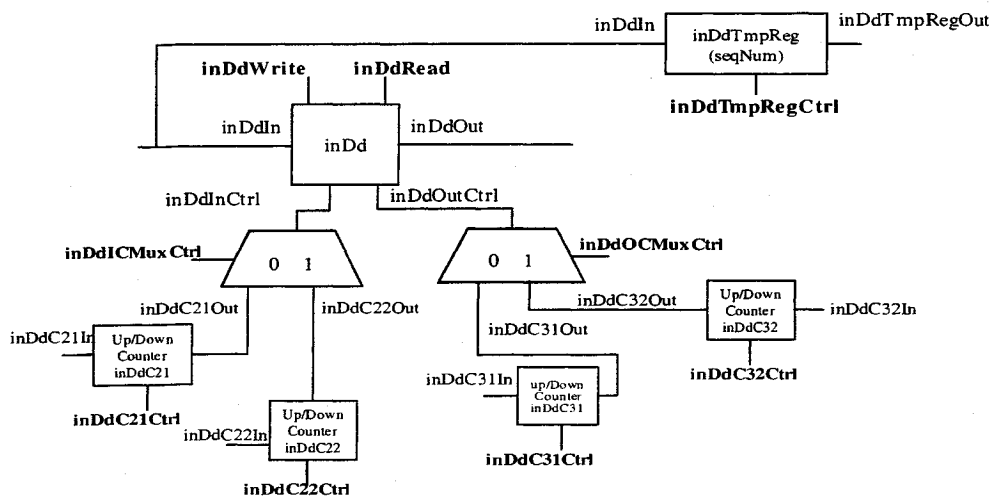 inDdIn
inDdTmpReg
(seqNum)
inDdTmpRegOut
inDdTmpRegCtrl
inDdWrite
inDdRead
inDdIn
inDd
inDdOut
inDdInCtrl
inDdOutCtrl
inDdICMuxCtrl
0 1
0 1
inDdOCMuxCtrl
inDdC21Out
inDdC22Out
inDdC31Out
inDdC32Out
Up/Down
Counter
inDdC32
inDdC32In
inDdC32Ctrl
inDdC21In
Up/Down
Counter
inDdC21
inDdC21Ctrl
inDdC22In
Up/Down
Counter
inDdC22
inDdC22Ctrl
inDdC31In
up/Down
Counter
inDdC31
inDdC31Ctrl